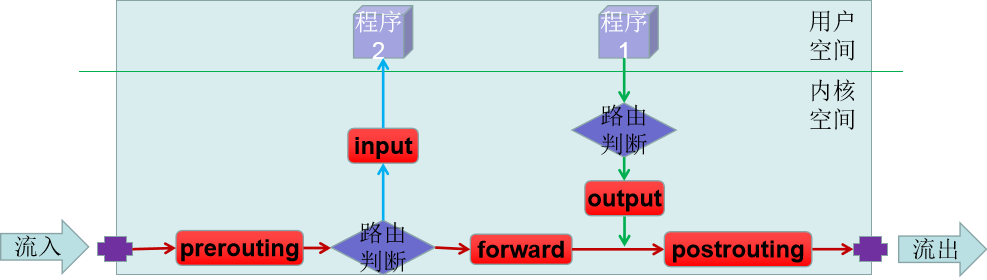 程序
2
程序
1
用户
空间
内核
空间
路由
判断
input
output
流入
prerouting
路由
判断
forward
postrouting
流出